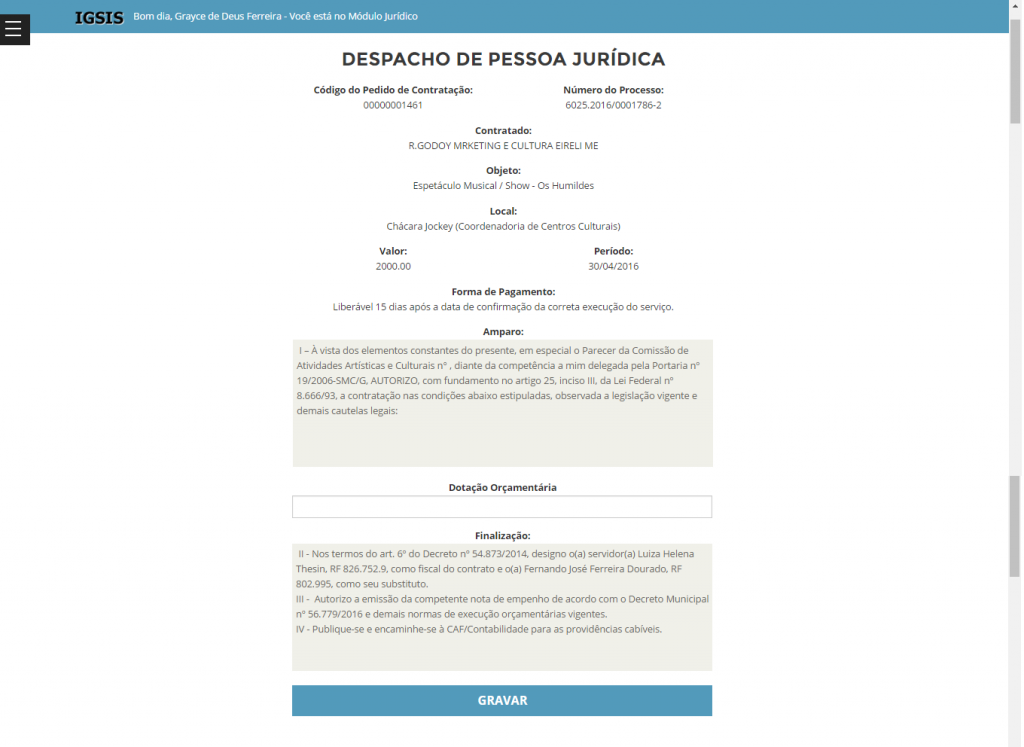 IGSIS Bom dia, Grayce de Deus Ferreira - Você está no Módulo Jurídico
DESPACHO DE PESSOA JURÍDICA
Código do Pedido de Contratação: Número do Processo:
00000001461 6025.2016/0001786-2
Contratado:
R.GODOY MRKETING E CULTURA EIRELI ME
Objeto:
Espetáculo Musical / Show - Os Humildes
Local:
Chácara Jockey (Coordenadoria de Centros Culturais)
Valor: Período:
2000.00 30/04/2016
Forma de Pagamento:
Liberável 15 dias após a data de confirmação da correta execução do serviço.
Amparo:
I – À vista dos elementos constantes do presente, em especial o Parecer da Comissão de
Atividades Artísticas e Culturais nº , diante da competência a mim delegada pela Portaria nº
19/2006-SMC/G, AUTORIZO, com fundamento no artigo 25, inciso III, da Lei Federal nº
8.666/93, a contratação nas condições abaixo estipuladas, observada a legislação vigente e
demais cautelas legais:
Dotação Orçamentária
Finalização:
II - Nos termos do art. 6º do Decreto nº 54.873/2014, designo o(a) servidor(a) Luiza Helena
Thesin, RF 826.752.9, como fiscal do contrato e o(a) Fernando José Ferreira Dourado, RF
802.995, como seu substituto.
III - Autorizo a emissão da competente nota de empenho de acordo com o Decreto Municipal
nº 56.779/2016 e demais normas de execução orçamentárias vigentes.
IV - Publique-se e encaminhe-se à CAF/Contabilidade para as providências cabíveis.
GRAVAR